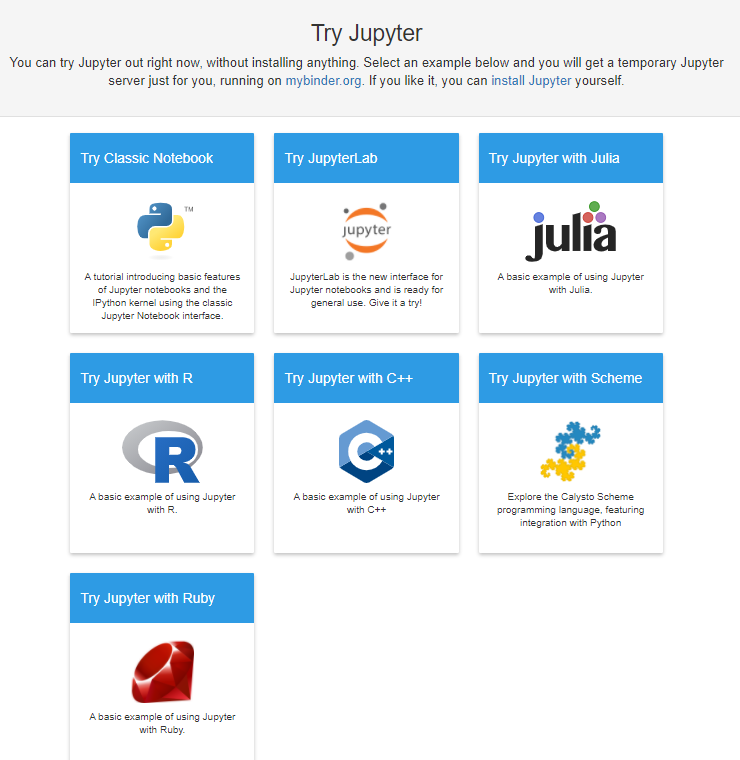 Try Jupyter
You can try Jupyter out right now, without installing anything. Select an example below and you will get a temporary Jupyter
server just for you, running on mybinder.org. If you like it, you can install Jupyter yourself.
Try Classic Notebook
TM
A tutorial introducing basic features
of Jupyter notebooks and the
IPython kernel using the classic
Jupyter Notebook interface.
Try JupyterLab
jupyter
JupyterLab is the new interface for
Jupyter notebooks and is ready for
general use. Give it a try!
Try Jupyter with Julia
julia
A basic example of using Jupyter
with Julia.
Try Jupyter with R
R
A basic example of using Jupyter
with R.
Try Jupyter with C++
C++
A basic example of using Jupyter
with C++
Try Jupyter with Scheme
Explore the Calysto Scheme
programming language, featuring
integration with Python
Try Jupyter with Ruby
A basic example of using Jupyter
with Ruby.